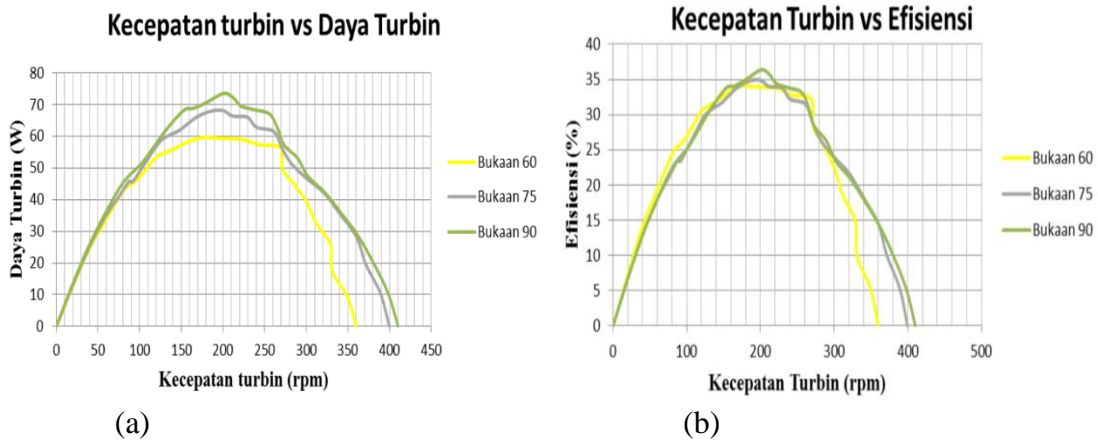 Kecepatan turbin vs Daya Turbin
80
70
60
50
40
30
20
10
0
0 50 100 150 200 250 300 350 400 450
Daya Turbin (W)
Kecepatan turbin (rpm)
Bukaan 60
Bukaan 75
Bukaan 90
(a)
Kecepatan Turbin vs Efisiensi
40
35
30
25
20
15
10
5
0
0 100 200 300 400 500
Efisiensi (%)
Kecepatan Turbin (rpm)
Bukaan 60
Bukaan 75
Bukaan 90
(b)